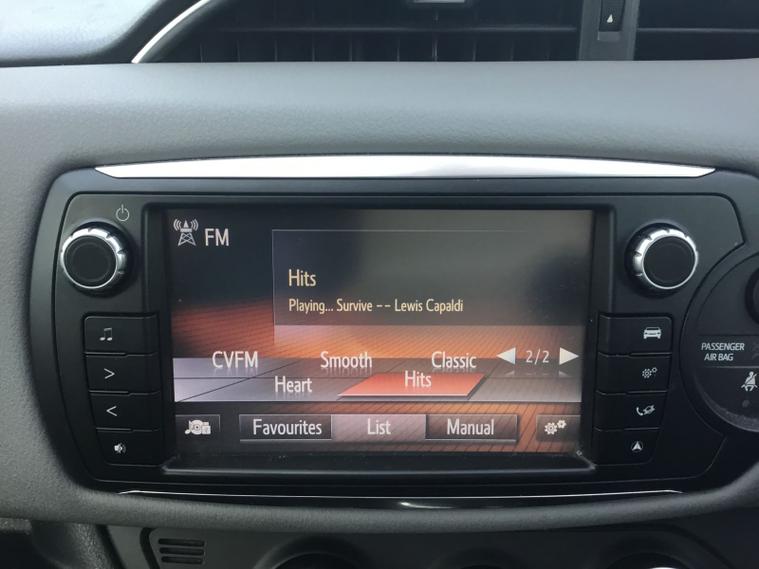 FM
Hits
Playing... Survive -- Lewis Capaldi
CVFM Smooth Classic 2/2
Heart Hits
Favourites List Manual
PASSENGER
AIR BAG